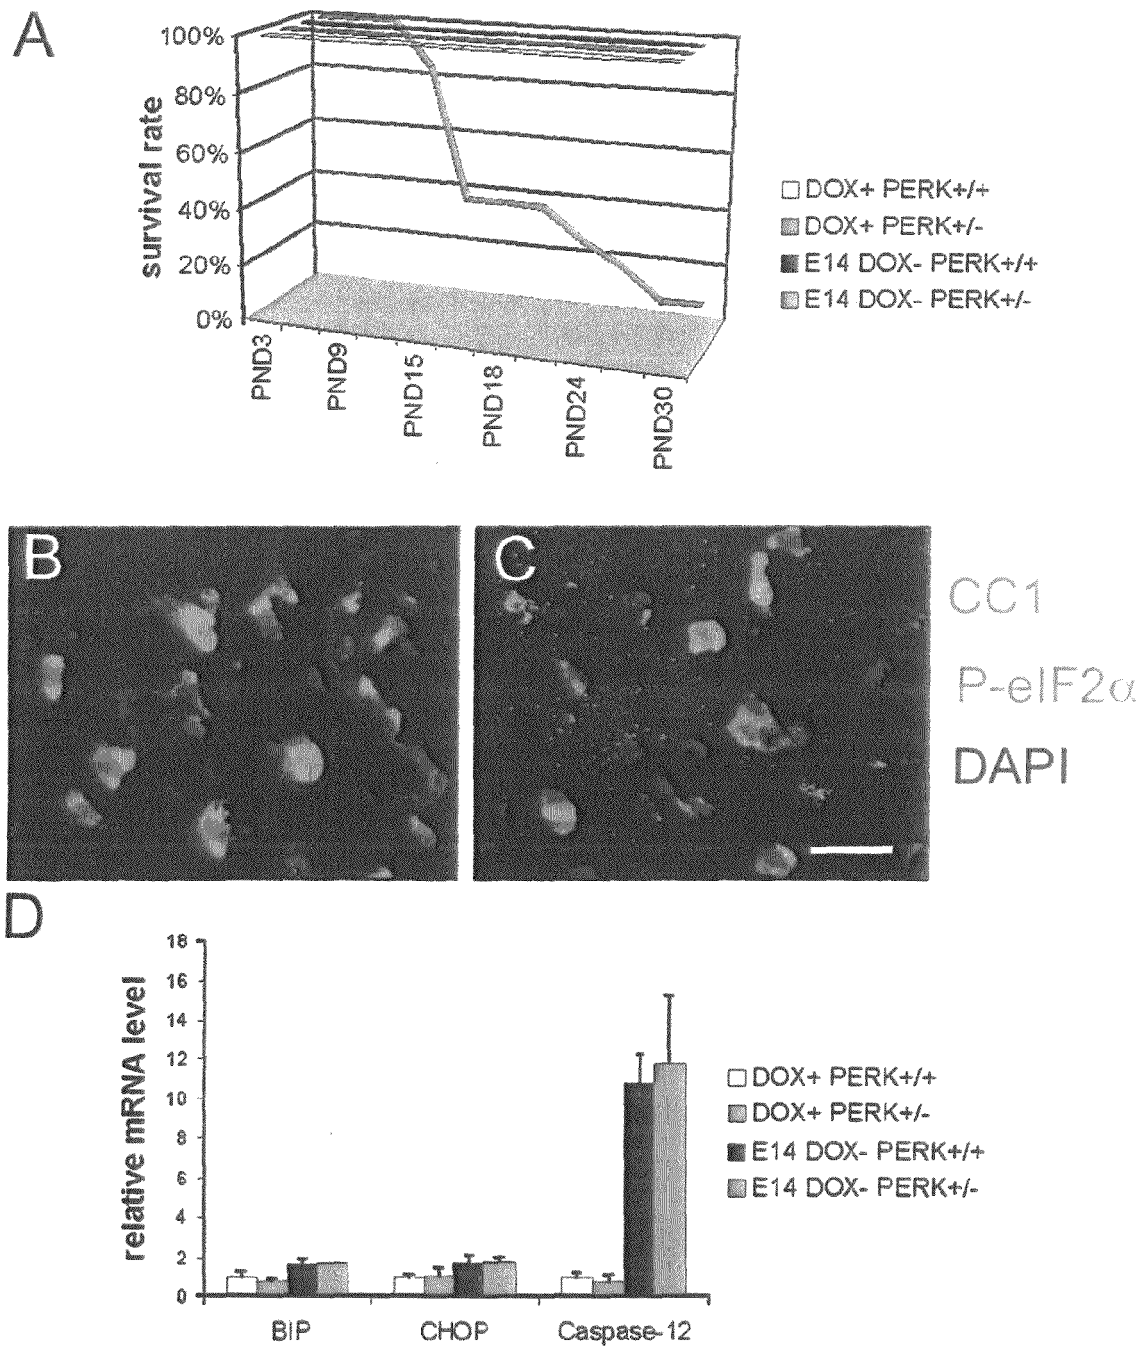 A
survival rate
100%
80%
60%
40%
20%
0%
PND3
PND9
PND15
PND18
PND24
PND30
DOX+ PERK+/+
DOX+ PERK+/-
E14 DOX- PERK+/+
E14 DOX- PERK+/-
B
C
CC1
P-eIF2α
DAPI
D
relative mRNA level
18
16
14
12
10
8
6
4
2
0
BIP
CHOP
Caspase-12
DOX+ PERK+/+
DOX+ PERK+/-
E14 DOX- PERK+/+
E14 DOX- PERK+/-